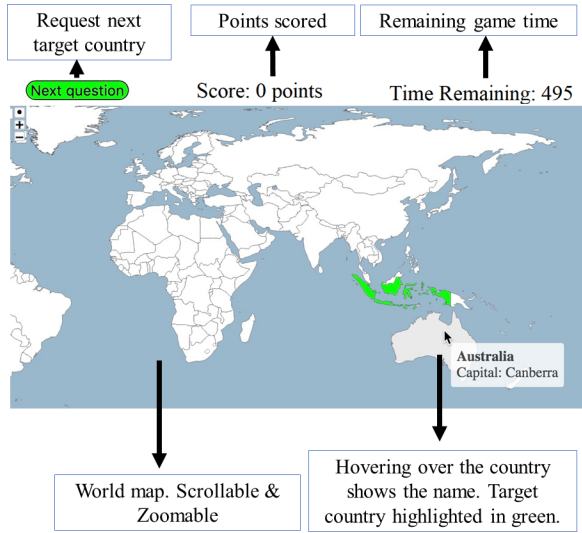 Request next
target country
Points scored
Remaining game time
Next question
Score: 0 points
Time Remaining: 495
+
−
Australia
Capital: Canberra
World map. Scrollable &
Zoomable
Hovering over the country
shows the name. Target
country highlighted in green.